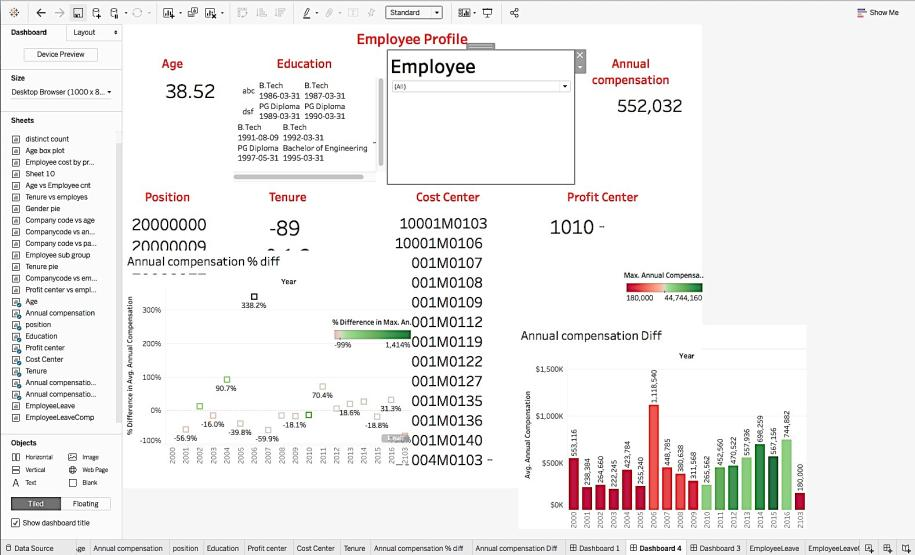 Standard
Show Me
Dashboard
Layout
Device Preview
Size
Desktop Browser (1000 x 8...
Sheets
distinct count
Age box plot
Employee cost by pr...
Sheet 10
Age vs Employee cnt
Tenure vs employes
Gender pie
Company code vs age
Companycode vs an...
Company code vs pa...
Employee sub group
Tenure pie
Companycode vs em...
Profit center vs empl...
Age
Annual compensation
position
Education
Profit center
Cost Center
Tenure
Annual compensatio...
Annual compensatio...
EmployeeLeave
EmployeeLeaveComp
Objects
Horizontal
Image
Vertical
Web Page
A Text
Blank
Tiled
Floating
Show dashboard title
Employee Profile
Age
38.52
Education
abc
B.Tech
1986-03-31
B.Tech
1987-03-31
dsf
PG Diploma
1989-03-31
PG Diploma
1990-03-31
B.Tech
1991-08-09
B.Tech
1992-03-31
PG Diploma
1997-05-31
Bachelor of Engineering
1995-03-31
Employee
(All)
Annual
compensation
552,032
Position
20000000
20000009
Tenure
-89
Cost Center
10001M0103
10001M0106
001M0107
001M0108
001M0109
001M0112
001M0119
001M0122
001M0127
001M0135
001M0136
001M0140
004M0103
Profit Center
1010
Annual compensation % diff
Year
% Difference in Avg. Annual Compensation
300%
200%
100%
0%
-100%
338.2%
90.7%
-56.9%
-16.0%
-39.8%
-59.9%
-18.1%
70.4%
18.6%
-18.8%
31.3%
2000
2001
2002
2003
2004
2005
2006
2007
2008
2009
2010
2011
2012
2013
2014
2015
2016
2103
% Difference in Max. An..
-99%
1,414%
Max. Annual Compensa..
180,000
44,744,160
Annual compensation Diff
Year
Avg. Annual Compensation
$1,500K
$1,000K
$500K
$0K
553,116
238,384
264,660
222,245
423,784
255,240
1,118,540
448,785
380,638
311,568
265,562
452,560
470,522
557,936
698,259
567,156
744,882
180,000
2000
2001
2002
2003
2004
2005
2006
2007
2008
2009
2010
2011
2012
2013
2014
2015
2016
2103
Data Source
Annual compensation
position
Education
Profit center
Cost Center
Tenure
Annual compensation % diff
Annual compensation Diff
Dashboard 1
Dashboard 4
Dashboard 3
EmployeeLeave